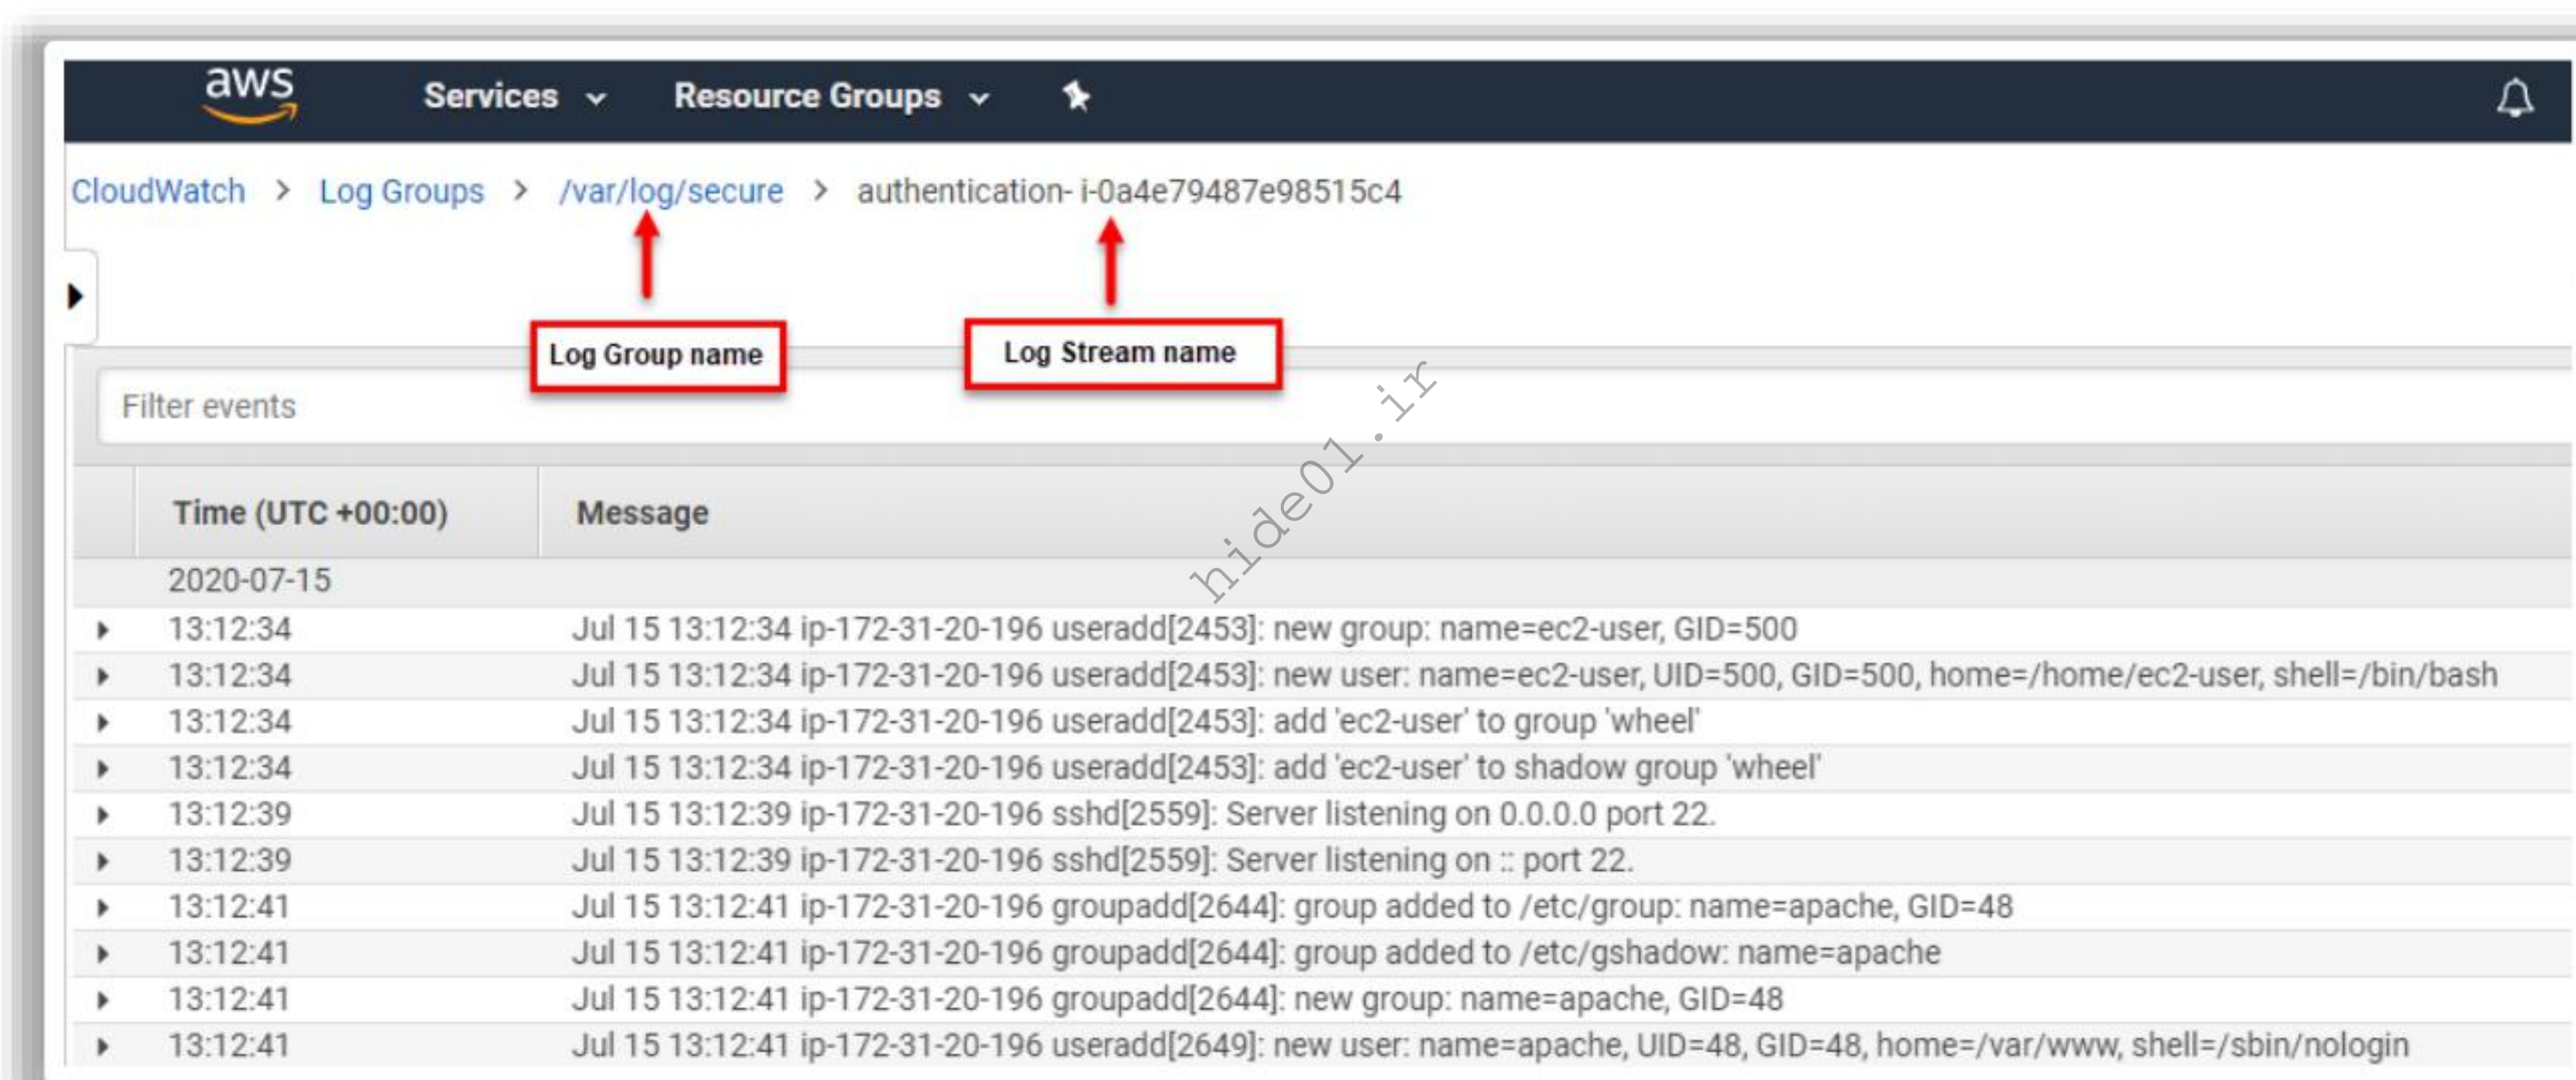 aws Services Resource Groups
CloudWatch > Log Groups > /var/log/secure > authentication- i-0a4e79487e98515c4
Log Group name Log Stream name
Filter events
hide01.ir
Time (UTC +00:00) Message
2020-07-15
13:12:34 Jul 15 13:12:34 ip-172-31-20-196 useradd[2453]: new group: name=ec2-user, GID=500
13:12:34 Jul 15 13:12:34 ip-172-31-20-196 useradd[2453]: new user: name=ec2-user, UID=500, GID=500, home=/home/ec2-user, shell=/bin/bash
13:12:34 Jul 15 13:12:34 ip-172-31-20-196 useradd[2453]: add 'ec2-user' to group 'wheel'
13:12:34 Jul 15 13:12:34 ip-172-31-20-196 useradd[2453]: add 'ec2-user' to shadow group 'wheel'
13:12:39 Jul 15 13:12:39 ip-172-31-20-196 sshd[2559]: Server listening on 0.0.0.0 port 22.
13:12:39 Jul 15 13:12:39 ip-172-31-20-196 sshd[2559]: Server listening on :: port 22.
13:12:41 Jul 15 13:12:41 ip-172-31-20-196 groupadd[2644]: group added to /etc/group: name=apache, GID=48
13:12:41 Jul 15 13:12:41 ip-172-31-20-196 groupadd[2644]: group added to /etc/gshadow: name=apache
13:12:41 Jul 15 13:12:41 ip-172-31-20-196 groupadd[2644]: new group: name=apache, GID=48
13:12:41 Jul 15 13:12:41 ip-172-31-20-196 useradd[2649]: new user: name=apache, UID=48, GID=48, home=/var/www, shell=/sbin/nologin